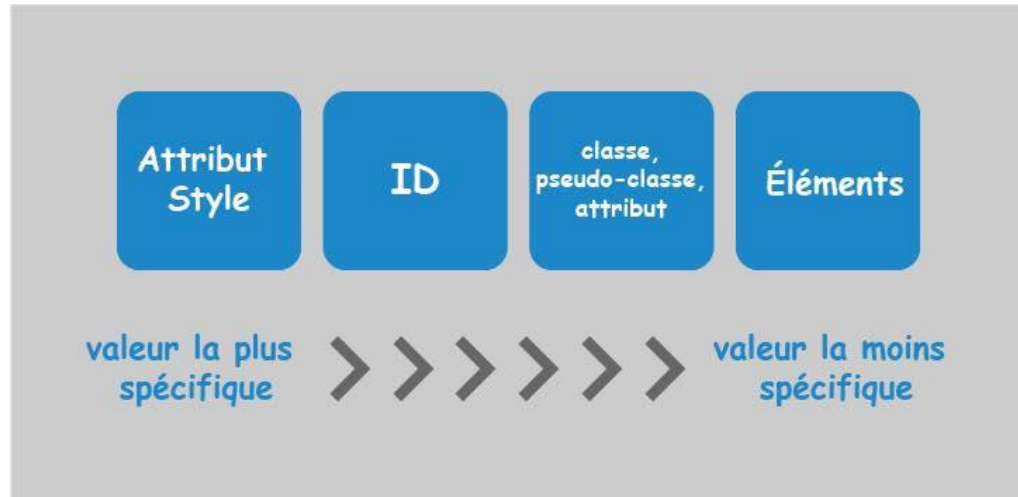 Attribut
Style
ID
classe,
pseudo-classe,
attribut
Éléments
valeur la plus
spécifique
valeur la moins
spécifique